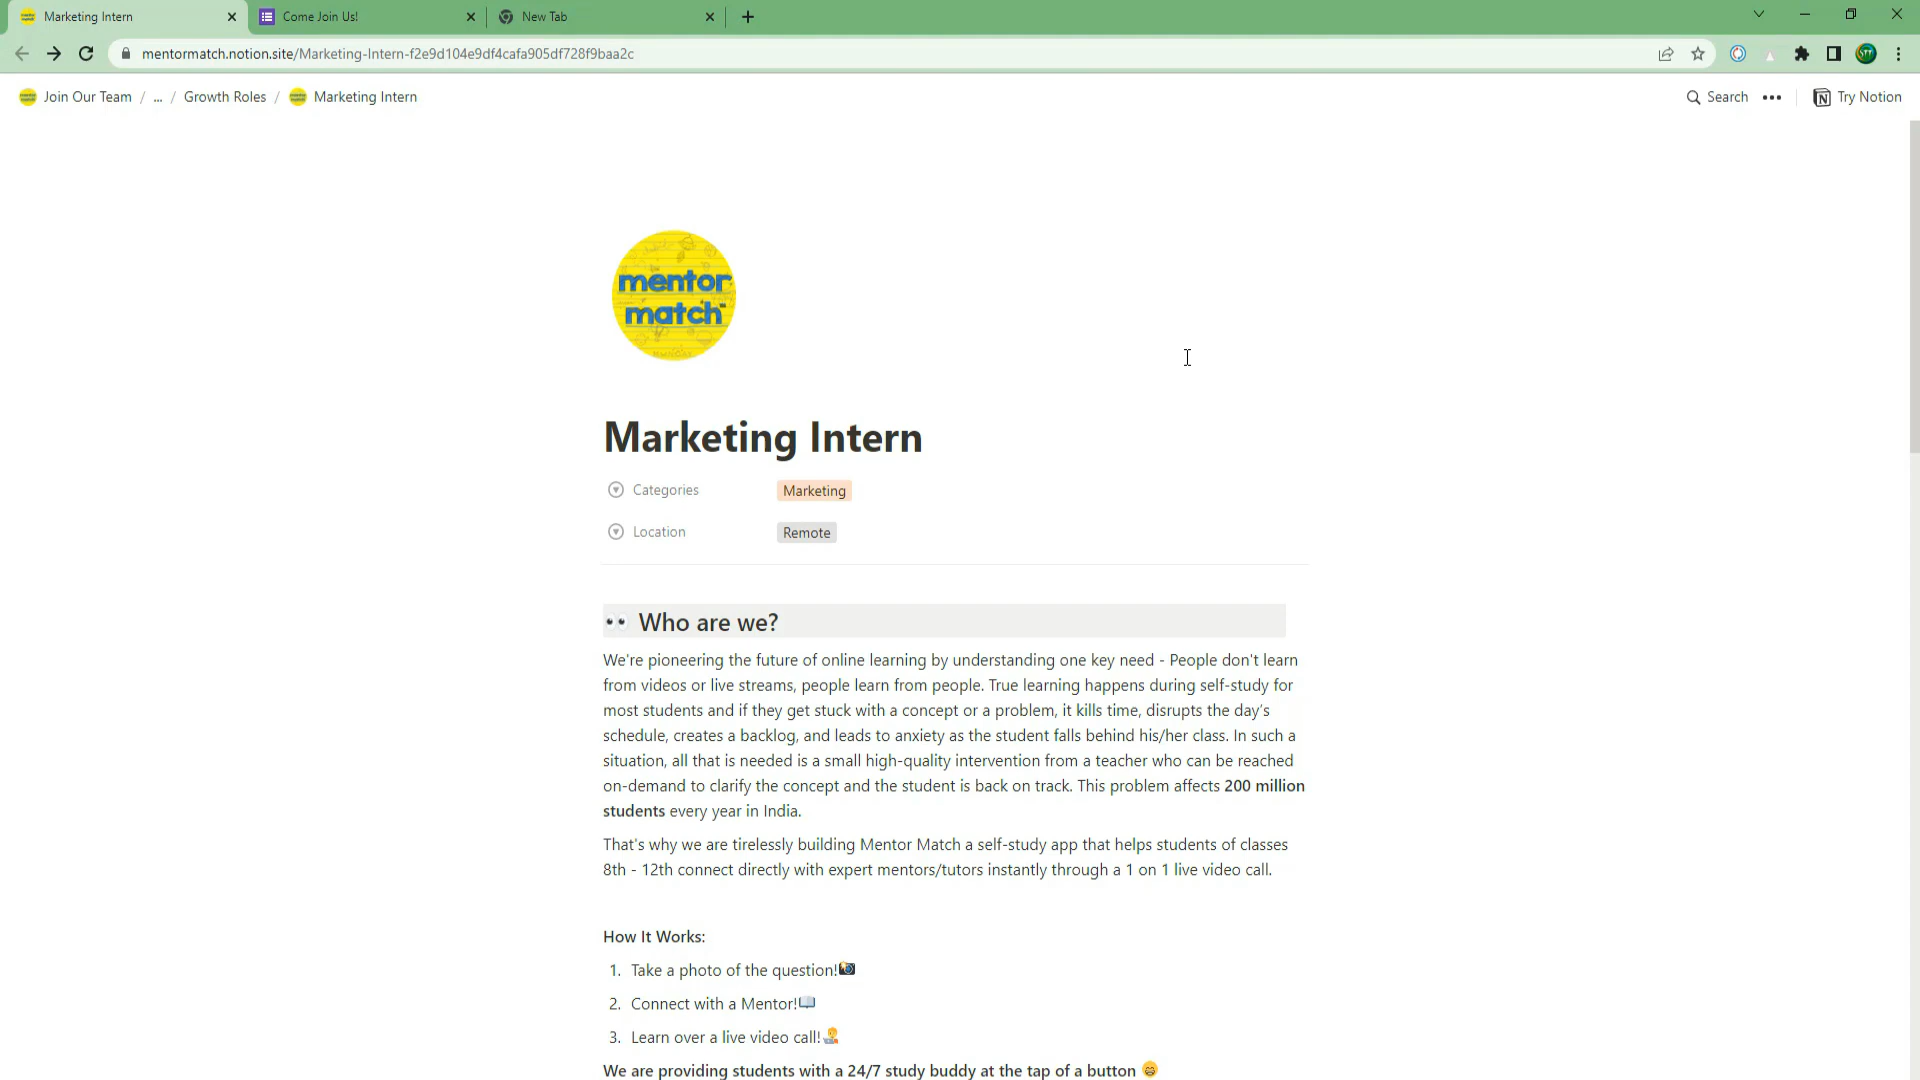 Marketing Intern
Come Join Us!
New Tab
mentormatch.notion.site/Marketing-Intern-f2e9d104e9df4cafa905df728f9baa2c
Join Our Team / ... / Growth Roles / Marketing Intern
Search
Try Notion
mentor
match
Marketing Intern
Categories
Marketing
Location
Remote
👀 Who are we?
We're pioneering the future of online learning by understanding one key need - People don't learn
from videos or live streams, people learn from people. True learning happens during self-study for
most students and if they get stuck with a concept or a problem, it kills time, disrupts the day’s
schedule, creates a backlog, and leads to anxiety as the student falls behind his/her class. In such a
situation, all that is needed is a small high-quality intervention from a teacher who can be reached
on-demand to clarify the concept and the student is back on track. This problem affects 200 million
students every year in India.
That's why we are tirelessly building Mentor Match a self-study app that helps students of classes
8th - 12th connect directly with expert mentors/tutors instantly through a 1 on 1 live video call.
How It Works:
1. Take a photo of the question!📸
2. Connect with a Mentor!📖
3. Learn over a live video call!🧑‍💻
We are providing students with a 24/7 study buddy at the tap of a button 😁